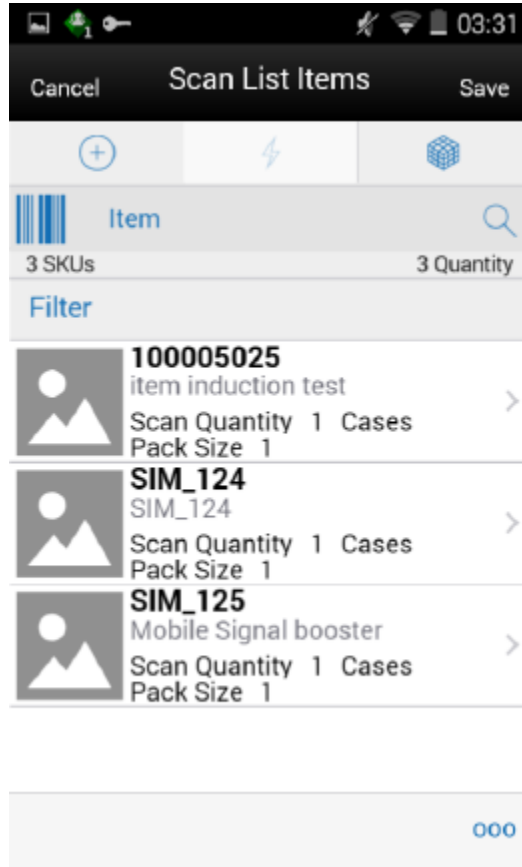 1 03:31
Cancel Scan List Items Save
Item
3 SKUs 3 Quantity
Filter
100005025
item induction test
Scan Quantity 1 Cases
Pack Size 1
SIM_124
SIM_124
Scan Quantity 1 Cases
Pack Size 1
SIM_125
Mobile Signal booster
Scan Quantity 1 Cases
Pack Size 1